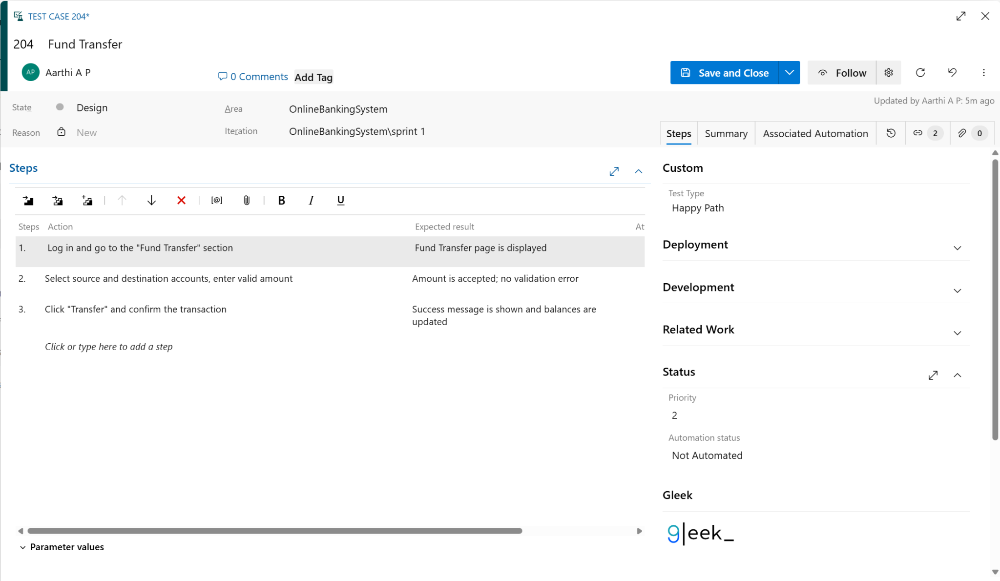 TEST CASE 204*
204 Fund Transfer
AP Aarthi A P
0 Comments Add Tag
Save and Close
Follow
State Design
Area OnlineBankingSystem
Updated by Aarthi A P: 5m ago
Reason New
Iteration OnlineBankingSystem\sprint 1
Steps Summary Associated Automation 2 0
Steps
[@] B I U
Steps Action Expected result At
1. Log in and go to the "Fund Transfer" section Fund Transfer page is displayed
2. Select source and destination accounts, enter valid amount Amount is accepted; no validation error
3. Click "Transfer" and confirm the transaction Success message is shown and balances are
updated
Click or type here to add a step
Parameter values
Custom
Test Type
Happy Path
Deployment
Development
Related Work
Status
Priority
2
Automation status
Not Automated
Gleek
gleek_